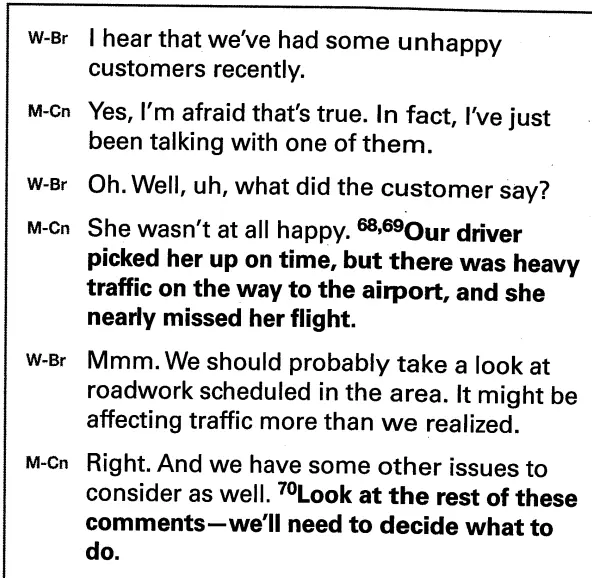 W-Br I hear that we've had some unhappy
customers recently.
M-Cn Yes, I'm afraid that's true. In fact, I've just
been talking with one of them.
W-Br Oh. Well, uh, what did the customer say?
M-Cn She wasn't at all happy. 68,69Our driver
picked her up on time, but there was heavy
traffic on the way to the airport, and she
nearly missed her flight.
W-Br Mmm. We should probably take a look at
roadwork scheduled in the area. It might be
affecting traffic more than we realized.
M-Cn Right. And we have some other issues to
consider as well. 70Look at the rest of these
comments—we'll need to decide what to
do.